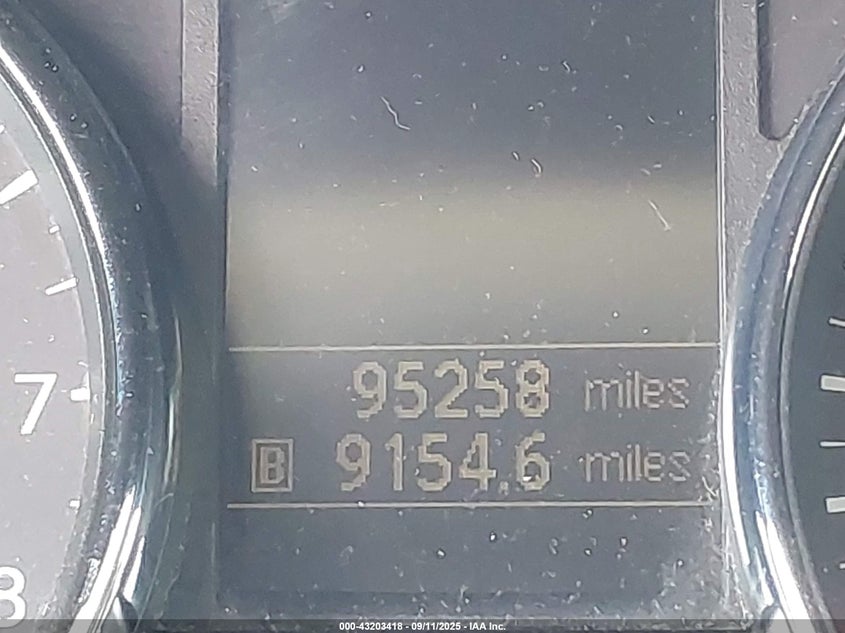 95258 miles
B 9154.6 miles
7
8
000-43203418 - 09/11/2025 - IAA Inc.